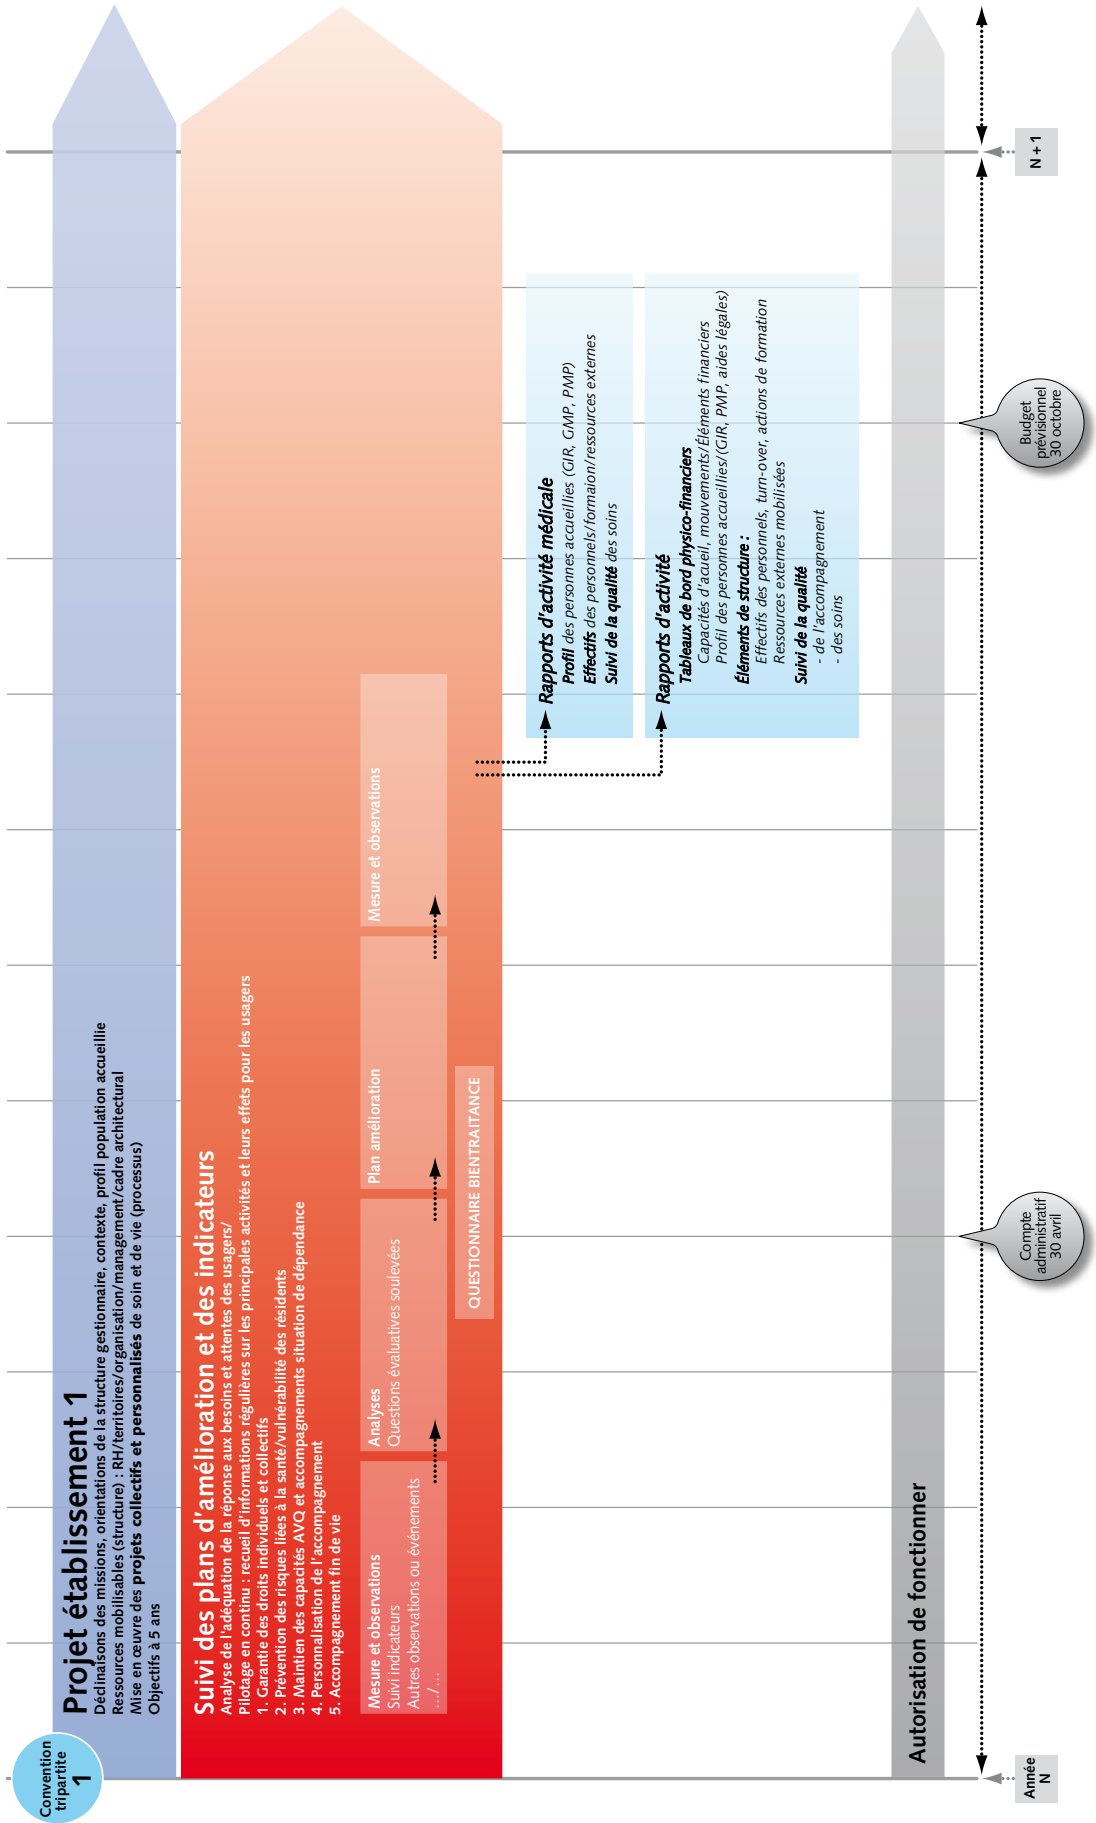 Convention
tripartite
1
Projet établissement 1
Déclinaisons des missions, orientations de la structure gestionnaire, contexte, profil population accueillie
Ressources mobilisables (structure) : RH/territoires/organisation/management/cadre architectural
Mise en œuvre des projets collectifs et personnalisés de soin et de vie (processus)
Objectifs à 5 ans
Suivi des plans d'amélioration et des indicateurs
Analyse de l'adéquation de la réponse aux besoins et attentes des usagers/
Pilotage en continu : recueil d'informations régulières sur les principales activités et leurs effets pour les usagers
1. Garantie des droits individuels et collectifs
2. Prévention des risques liées à la santé/vulnérabilité des résidents
3. Maintien des capacités AVQ et accompagnements situation de dépendance
4. Personnalisation de l'accompagnement
5. Accompagnement fin de vie
Mesure et observations
Suivi indicateurs
Autres observations ou événements
.../...
Analyses
Questions évaluatives soulevées
Plan amélioration
Mesure et observations
QUESTIONNAIRE BIENTRAITANCE
Rapports d'activité médicale
Profil des personnes accueillies (GIR, GMP, PMP)
Effectifs des personnels/formaion/ressources externes
Suivi de la qualité des soins
Rapports d'activité
Tableaux de bord physico-financiers
Capacités d'acueil, mouvements/Éléments financiers
Profil des personnes accueillies/(GIR, PMP, aides légales)
Éléments de structure :
Effectifs des personnels, turn-over, actions de formation
Ressources externes mobilisées
Suivi de la qualité
- de l'accompagnement
- des soins
Autorisation de fonctionner
Année
N
Compte
administratif
30 avril
Budget
prévisionnel
30 octobre
N + 1